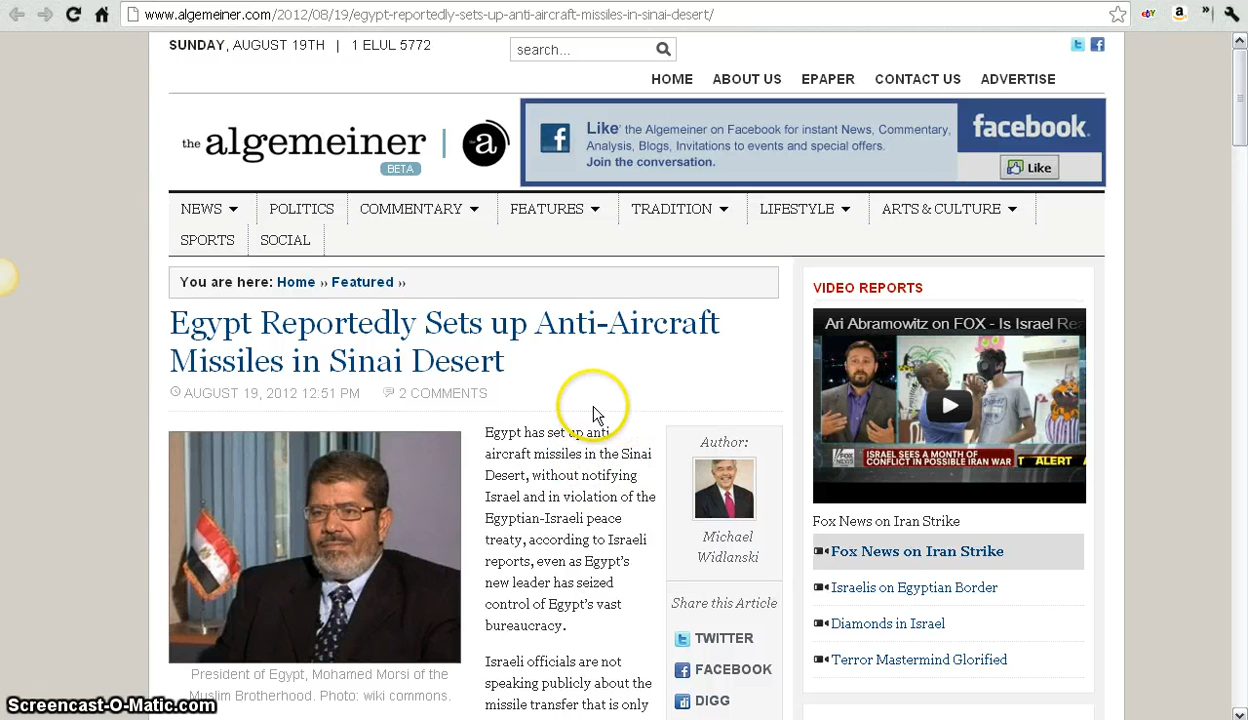 www.algemeiner.com/2012/08/19/egypt-reportedly-sets-up-anti-aircraft-missiles-in-sinai-desert/
SUNDAY, AUGUST 19TH | 1 ELUL 5772
search...
HOME ABOUT US EPAPER CONTACT US ADVERTISE
the algemeiner
a
BETA
Like' the Algemeiner on Facebook for instant News, Commentary,
Analysis, Blogs, Invitations to events and special offers.
Join the conversation.
facebook.
Like
NEWS POLITICS COMMENTARY FEATURES TRADITION LIFESTYLE ARTS & CULTURE
SPORTS SOCIAL
You are here: Home ›› Featured ››
Egypt Reportedly Sets up Anti-Aircraft
Missiles in Sinai Desert
AUGUST 19, 2012 12:51 PM 2 COMMENTS
President of Egypt, Mohamed Morsi of the
Muslim Brotherhood. Photo: wiki commons.
Egypt has set up anti-
aircraft missiles in the Sinai
Desert, without notifying
Israel and in violation of the
Egyptian-Israeli peace
treaty, according to Israeli
reports, even as Egypt's
new leader has seized
control of Egypt's vast
bureaucracy.
Israeli officials are not
speaking publicly about the
missile transfer that is only
Author:
Michael
Widlanski
Share this Article
TWITTER
FACEBOOK
DIGG
VIDEO REPORTS
Ari Abramowitz on FOX - Is Israel Rea
ISRAEL SEES A MONTH OF
CONFLICT IN POSSIBLE IRAN WAR
ALERT
Fox News on Iran Strike
Fox News on Iran Strike
Israelis on Egyptian Border
Diamonds in Israel
Terror Mastermind Glorified
Screencast-O-Matic.com